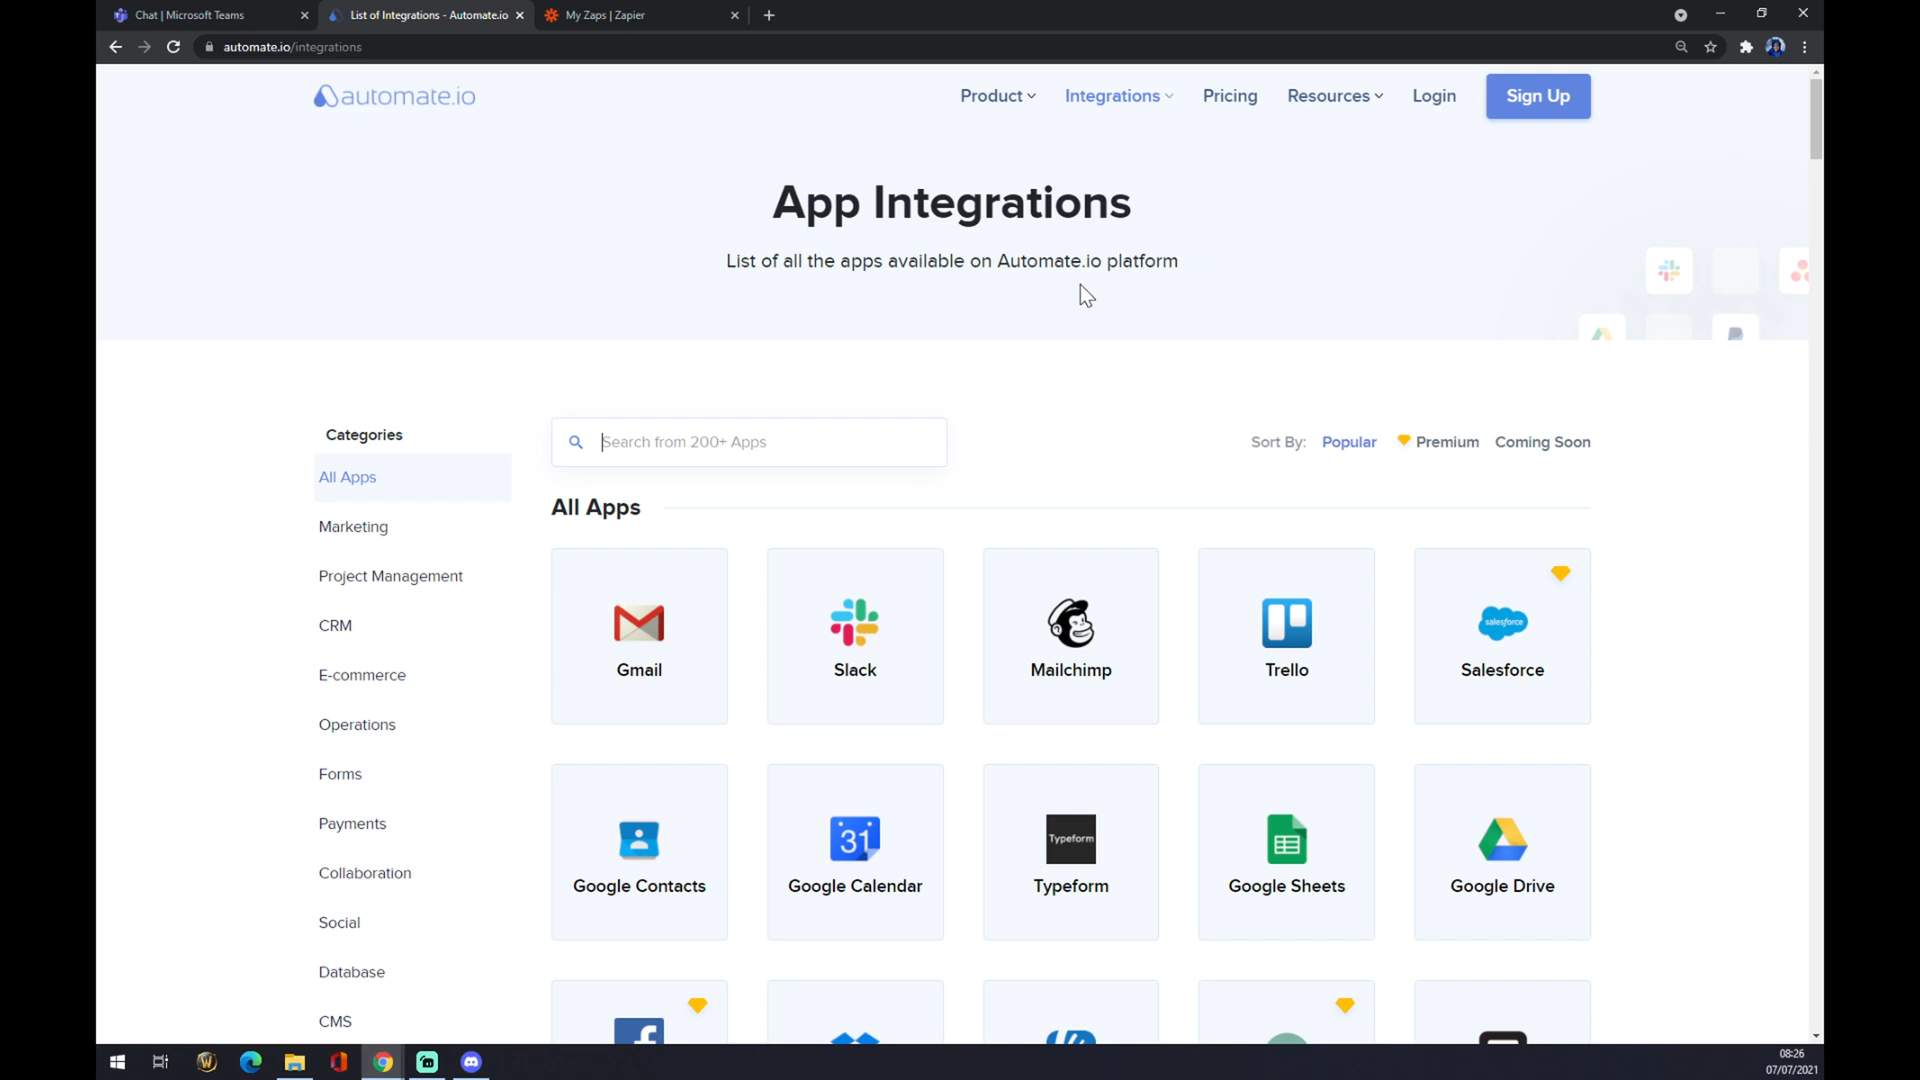 Chat | Microsoft Teams
List of Integrations - Automate.io
My Zaps | Zapier
automate.io/integrations
automate.io
Product
Integrations
Pricing
Resources
Login
Sign Up
App Integrations
List of all the apps available on Automate.io platform
Categories
Search from 200+ Apps
Sort By:
Popular
Premium
Coming Soon
All Apps
Marketing
Project Management
CRM
E-commerce
Operations
Forms
Payments
Collaboration
Social
Database
CMS
All Apps
Gmail
Slack
Mailchimp
Trello
salesforce
Salesforce
Google Contacts
31
Google Calendar
Typeform
Typeform
Google Sheets
Google Drive
08:26
07/07/2021